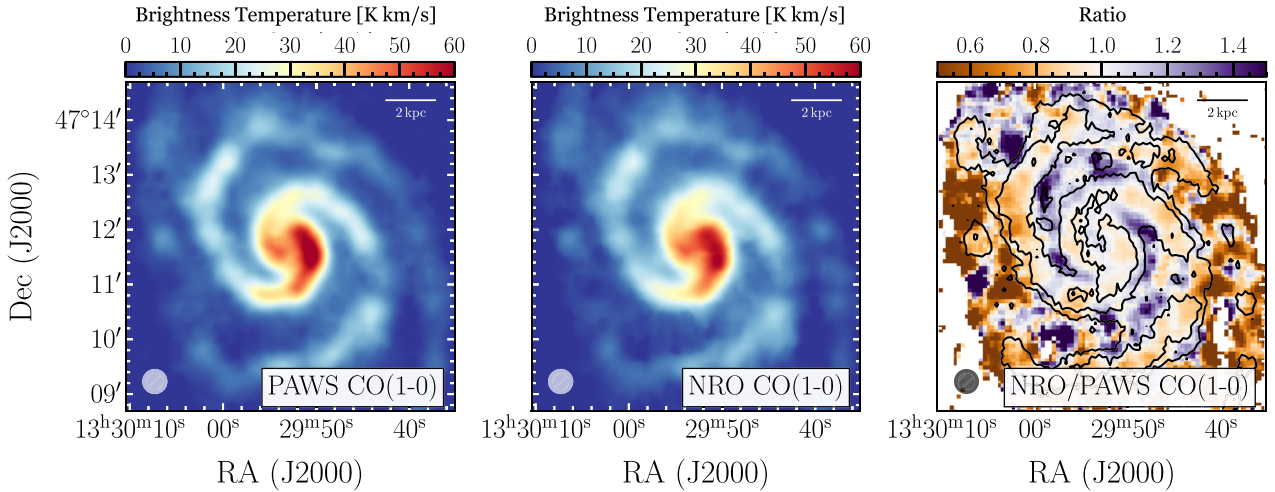 Brightness Temperature [K km/s]
0 10 20 30 40 50 60
2 kpc
47°14′
13′
12′
11′
10′
09′
Dec (J2000)
PAWS CO(1-0)
13ʰ30ᵐ10ˢ 00ˢ 29ᵐ50ˢ 40ˢ
RA (J2000)
Brightness Temperature [K km/s]
0 10 20 30 40 50 60
2 kpc
NRO CO(1-0)
13ʰ30ᵐ10ˢ 00ˢ 29ᵐ50ˢ 40ˢ
RA (J2000)
Ratio
0.6 0.8 1.0 1.2 1.4
2 kpc
NRO/PAWS CO(1-0)
13ʰ30ᵐ10ˢ 00ˢ 29ᵐ50ˢ 40ˢ
RA (J2000)